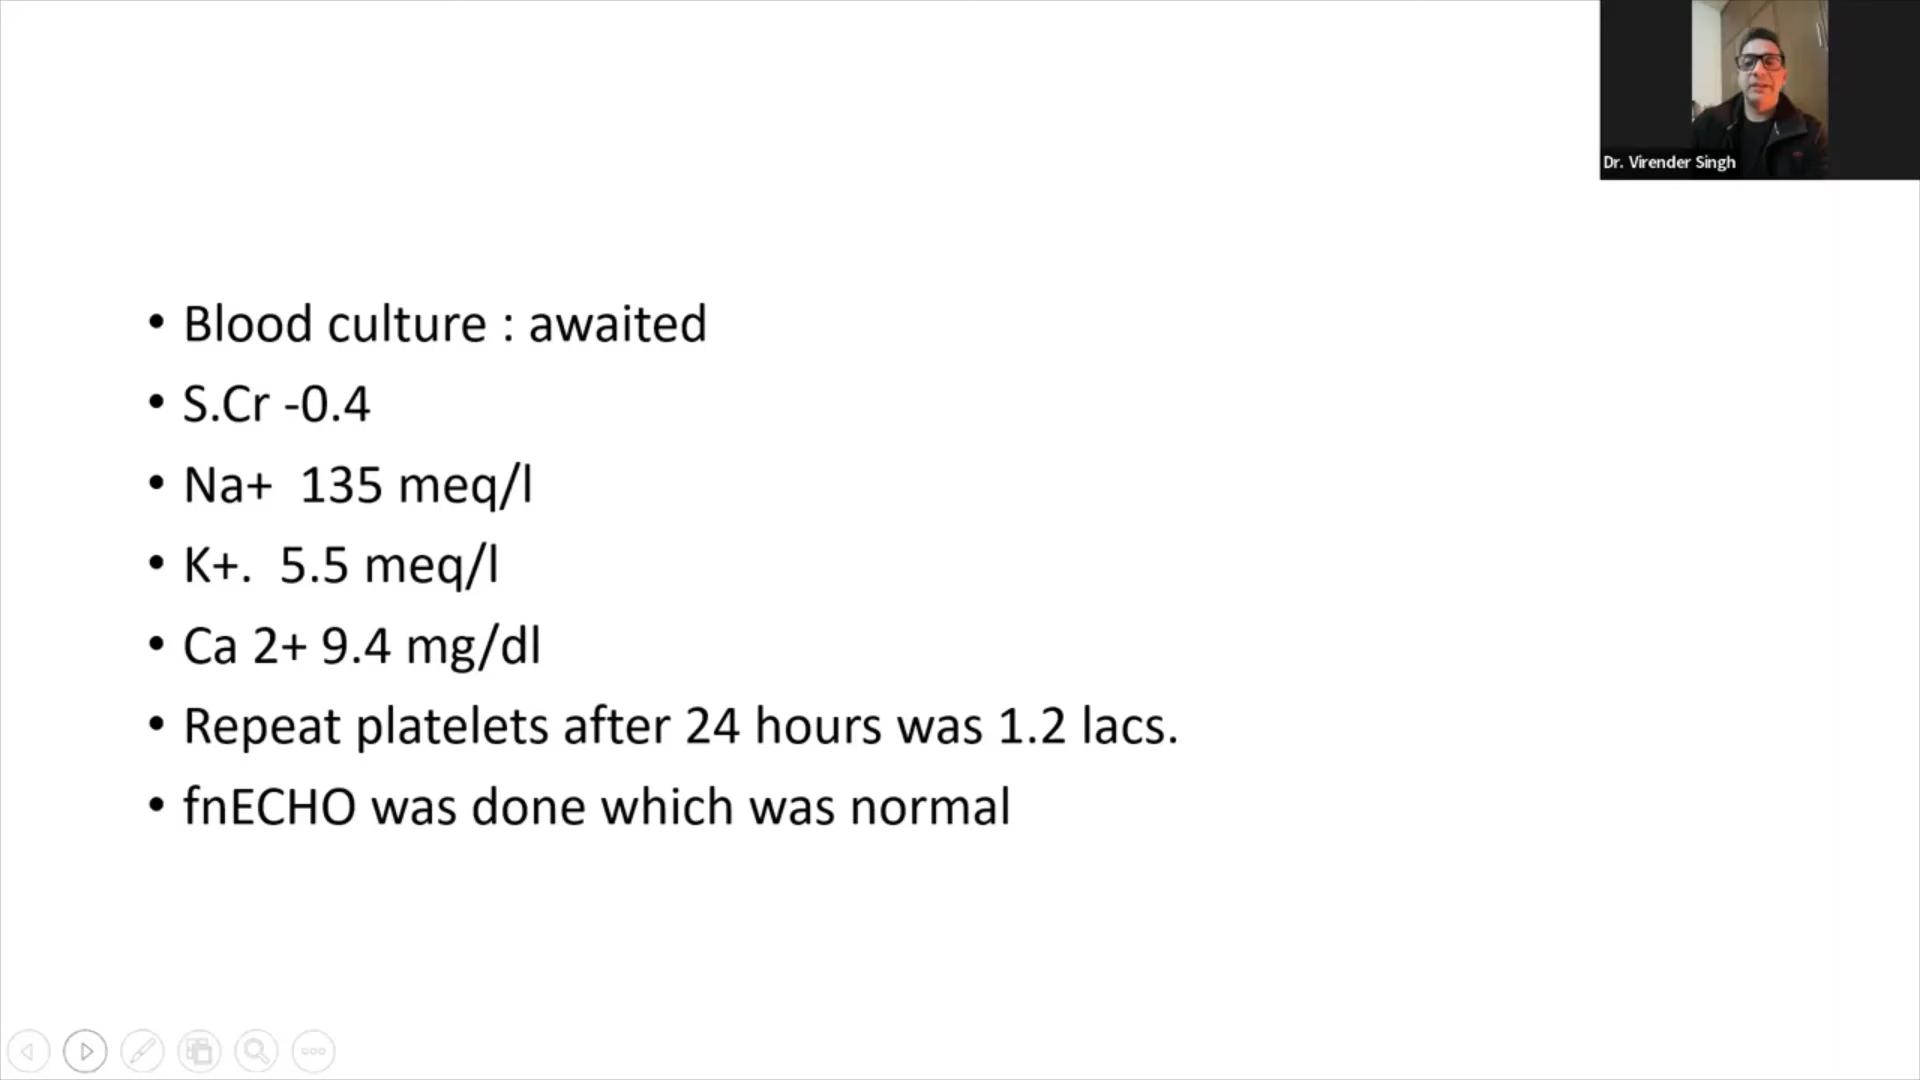 Dr. Virender Singh
• Blood culture : awaited
• S.Cr -0.4
• Na+  135 meq/l
• K+.  5.5 meq/l
• Ca 2+ 9.4 mg/dl
• Repeat platelets after 24 hours was 1.2 lacs.
• fnECHO was done which was normal